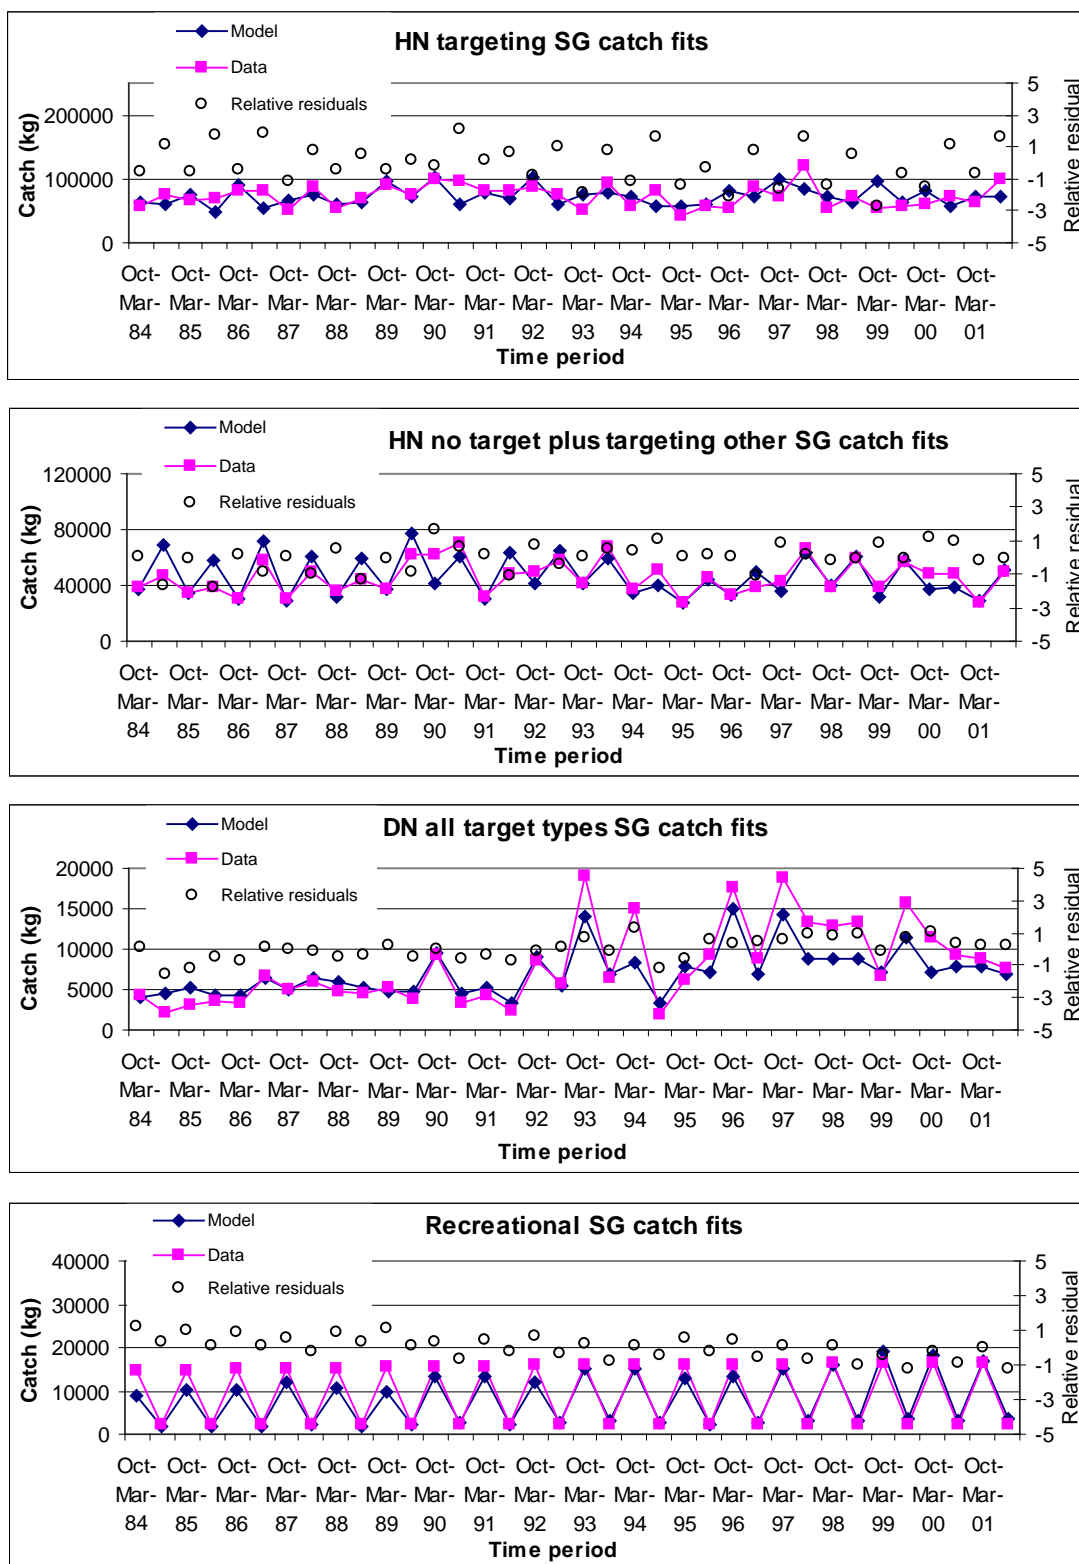 HN targeting SG catch fits
Model
Data
Relative residuals
Catch (kg)
200000
100000
0
5
3
1
-1
-3
-5
Relative residual
Oct- Oct- Oct- Oct- Oct- Oct- Oct- Oct- Oct- Oct- Oct- Oct- Oct- Oct- Oct- Oct- Oct- Oct-
Mar- Mar- Mar- Mar- Mar- Mar- Mar- Mar- Mar- Mar- Mar- Mar- Mar- Mar- Mar- Mar- Mar- Mar-
84 85 86 87 88 89 90 91 92 93 94 95 96 97 98 99 00 01
Time period
HN no target plus targeting other SG catch fits
Model
Data
Relative residuals
Catch (kg)
120000
80000
40000
0
5
3
1
-1
-3
-5
Relative residual
Oct- Oct- Oct- Oct- Oct- Oct- Oct- Oct- Oct- Oct- Oct- Oct- Oct- Oct- Oct- Oct- Oct- Oct-
Mar- Mar- Mar- Mar- Mar- Mar- Mar- Mar- Mar- Mar- Mar- Mar- Mar- Mar- Mar- Mar- Mar- Mar-
84 85 86 87 88 89 90 91 92 93 94 95 96 97 98 99 00 01
Time period
DN all target types SG catch fits
Model
Data
Relative residuals
Catch (kg)
20000
15000
10000
5000
0
5
3
1
-1
-3
-5
Relative residual
Oct- Oct- Oct- Oct- Oct- Oct- Oct- Oct- Oct- Oct- Oct- Oct- Oct- Oct- Oct- Oct- Oct- Oct-
Mar- Mar- Mar- Mar- Mar- Mar- Mar- Mar- Mar- Mar- Mar- Mar- Mar- Mar- Mar- Mar- Mar- Mar-
84 85 86 87 88 89 90 91 92 93 94 95 96 97 98 99 00 01
Time period
Recreational SG catch fits
Model
Data
Relative residuals
Catch (kg)
40000
30000
20000
10000
0
5
3
1
-1
-3
-5
Relative residual
Oct- Oct- Oct- Oct- Oct- Oct- Oct- Oct- Oct- Oct- Oct- Oct- Oct- Oct- Oct- Oct- Oct- Oct-
Mar- Mar- Mar- Mar- Mar- Mar- Mar- Mar- Mar- Mar- Mar- Mar- Mar- Mar- Mar- Mar- Mar- Mar-
84 85 86 87 88 89 90 91 92 93 94 95 96 97 98 99 00 01
Time period